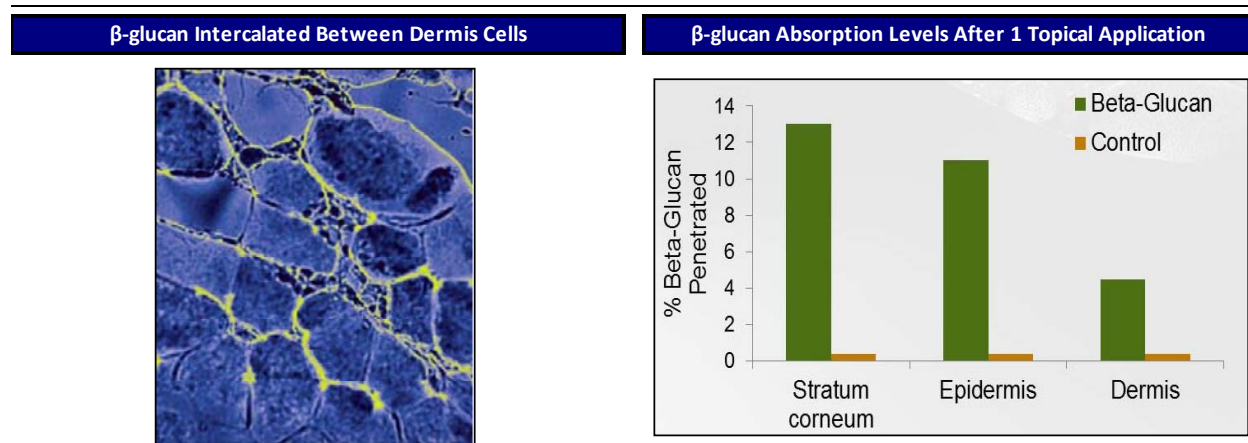 β-glucan Intercalated Between Dermis Cells
β-glucan Absorption Levels After 1 Topical Application
% Beta-Glucan
Penetrated
14
12
10
8
6
4
2
0
Beta-Glucan
Control
Stratum
corneum
Epidermis
Dermis